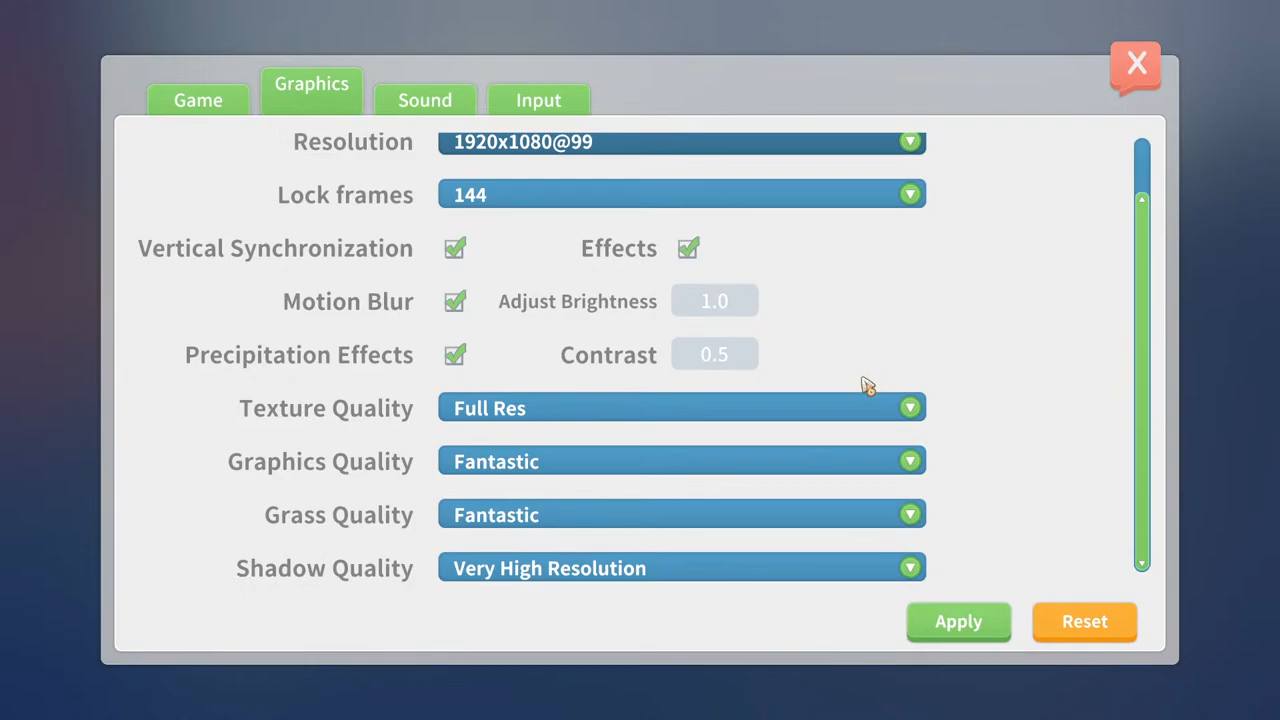 Game Graphics Sound Input
X
Resolution 1920x1080@99
Lock frames 144
Vertical Synchronization Effects
Motion Blur Adjust Brightness 1.0
Precipitation Effects Contrast 0.5
Texture Quality Full Res
Graphics Quality Fantastic
Grass Quality Fantastic
Shadow Quality Very High Resolution
Apply Reset